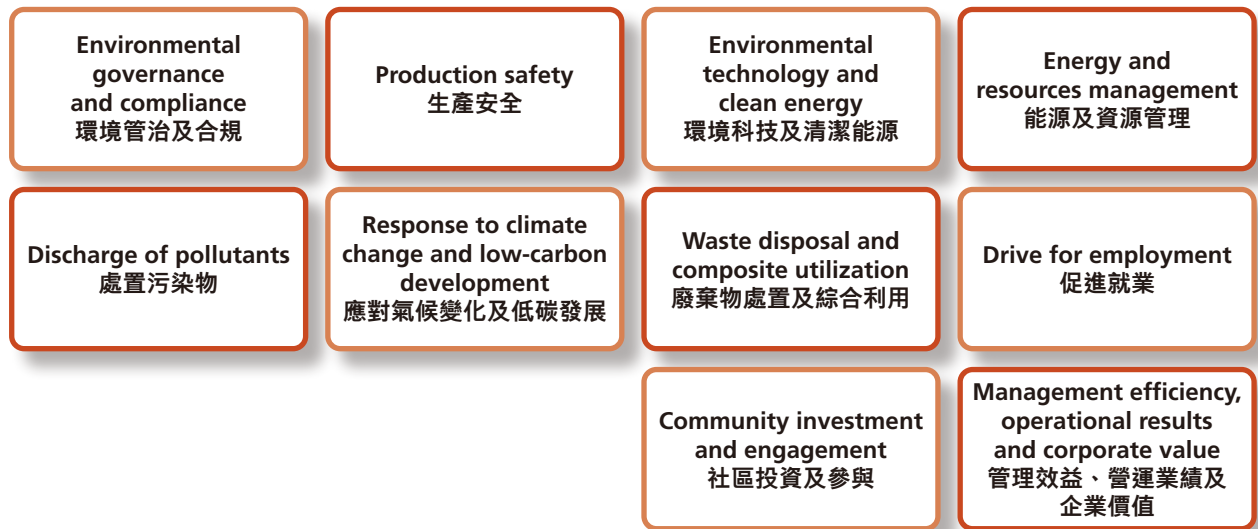 Environmental
governance
and compliance
環境管治及合規
Production safety
生產安全
Environmental
technology and
clean energy
環境科技及清潔能源
Energy and
resources management
能源及資源管理
Discharge of pollutants
處置污染物
Response to climate
change and low-carbon
development
應對氣候變化及低碳發展
Waste disposal and
composite utilization
廢棄物處置及綜合利用
Drive for employment
促進就業
Community investment
and engagement
社區投資及參與
Management efficiency,
operational results
and corporate value
管理效益、營運業績及
企業價值